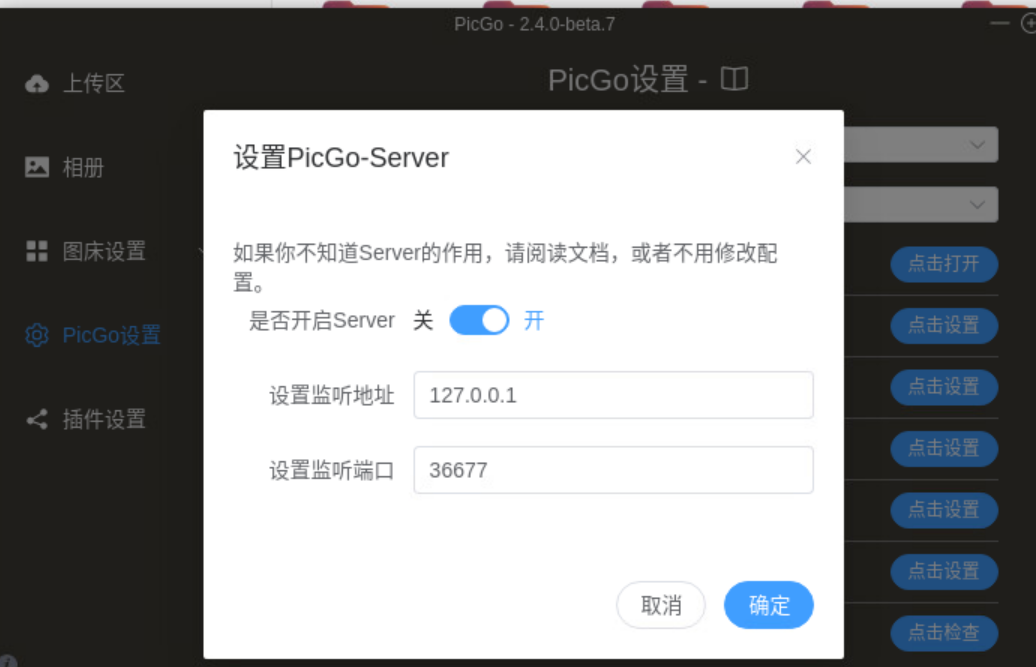 PicGo - 2.4.0-beta.7
上传区
相册
图床设置
PicGo设置
插件设置
PicGo设置 -
设置PicGo-Server
如果你不知道Server的作用，请阅读文档，或者不用修改配
置。
是否开启Server 关 开
设置监听地址 127.0.0.1
设置监听端口 36677
取消 确定
点击打开
点击设置
点击设置
点击设置
点击设置
点击设置
点击检查